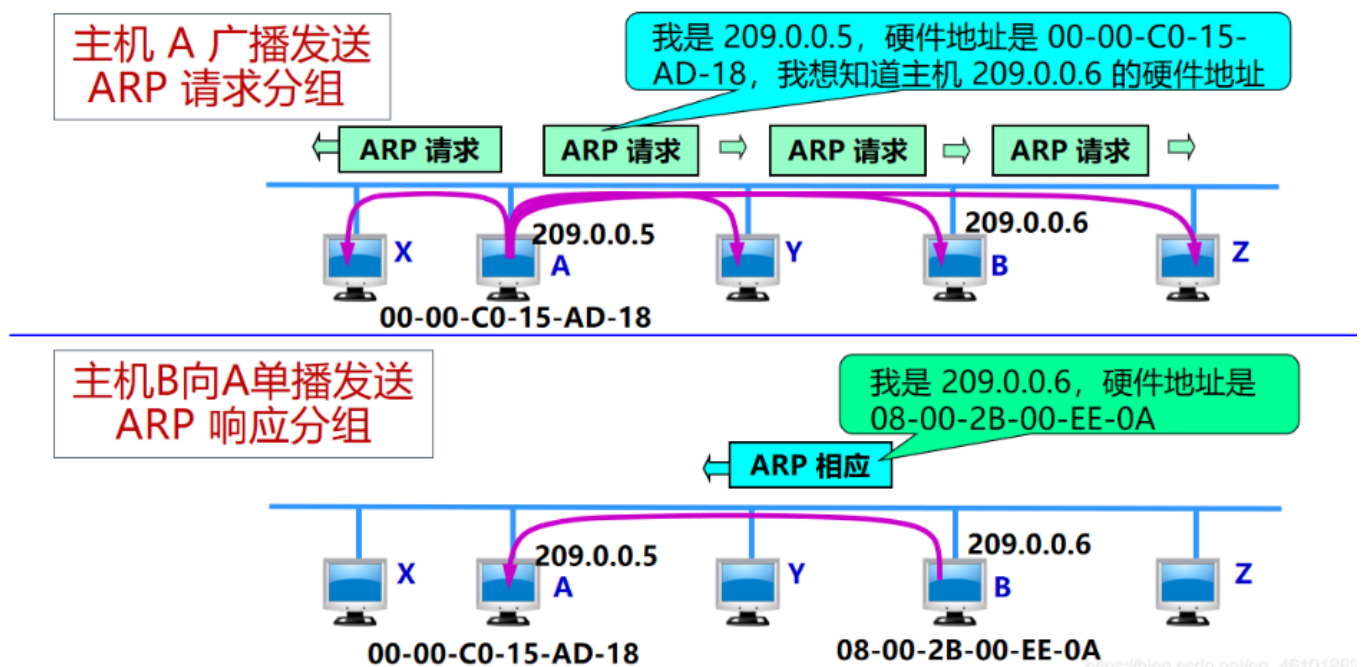 主机 A 广播发送
ARP 请求分组
我是 209.0.0.5，硬件地址是 00-00-C0-15-
AD-18，我想知道主机 209.0.0.6 的硬件地址
ARP 请求
ARP 请求
ARP 请求
ARP 请求
209.0.0.5
209.0.0.6
X
A
Y
B
Z
00-00-C0-15-AD-18
主机B向A单播发送
ARP 响应分组
我是 209.0.0.6，硬件地址是
08-00-2B-00-EE-0A
ARP 相应
209.0.0.5
209.0.0.6
X
A
Y
B
Z
00-00-C0-15-AD-18
08-00-2B-00-EE-0A